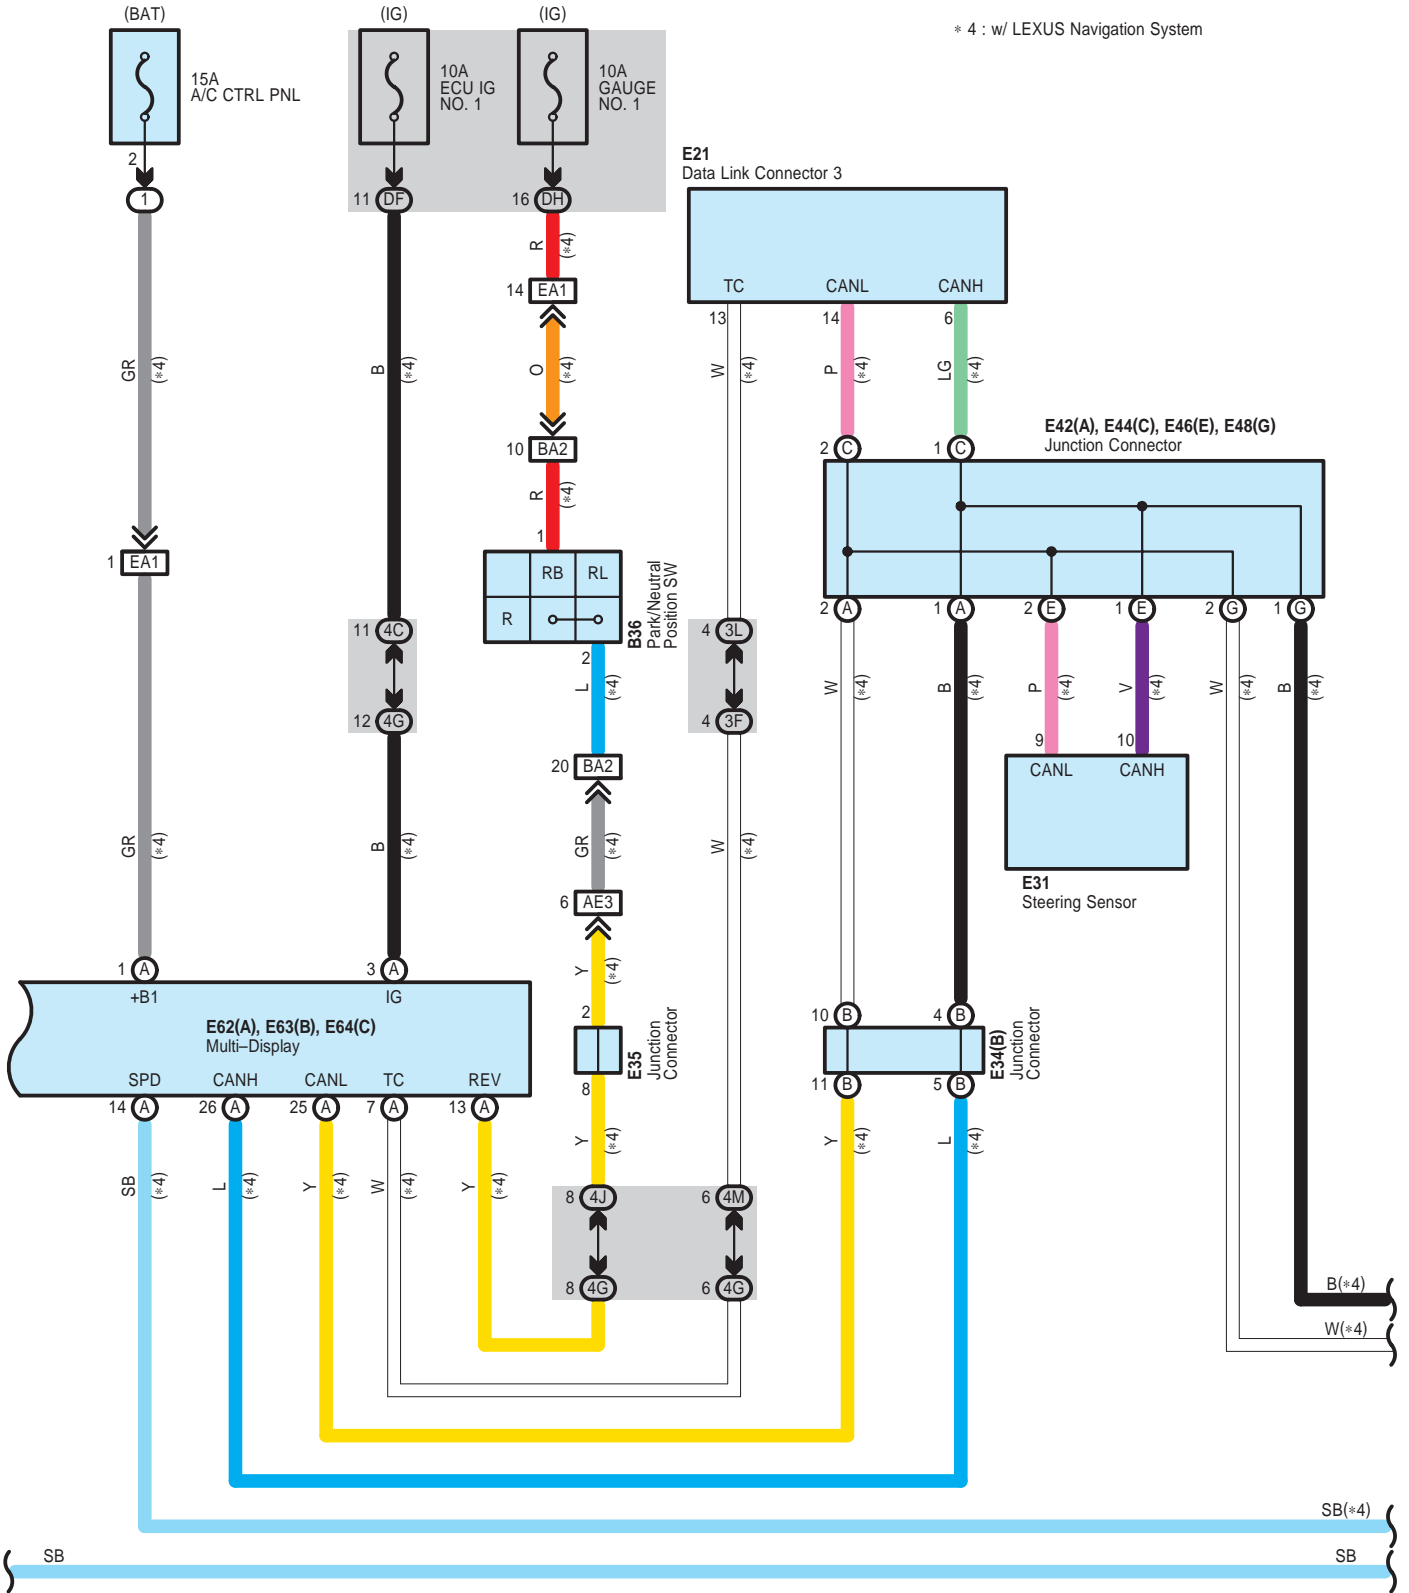 (BAT)
(IG)
(IG)
∗ 4 : w/ LEXUS Navigation System
15A
A/C CTRL PNL
10A
ECU IG
NO. 1
10A
GAUGE
NO. 1
2
1
11 DF
16 DH
E21
Data Link Connector 3
TC
CANL
CANH
13
14
6
R
(∗4)
14 EA1
GR
(∗4)
B
(∗4)
O
(∗4)
W
(∗4)
P
(∗4)
LG
(∗4)
10 BA2
R
(∗4)
E42(A), E44(C), E46(E), E48(G)
Junction Connector
2 C
1 C
1 EA1
1
RB
RL
R
B36
Park/Neutral
Position SW
2
2 A
1 A
2 E
1 E
2 G
1 G
11 4C
12 4G
4 3L
4 3F
L
(∗4)
W
(∗4)
B
(∗4)
P
(∗4)
V
(∗4)
W
(∗4)
B
(∗4)
20 BA2
9
10
CANL
CANH
E31
Steering Sensor
GR
(∗4)
B
(∗4)
GR
(∗4)
W
(∗4)
6 AE3
Y
(∗4)
1 A
3 A
+B1
IG
E62(A), E63(B), E64(C)
Multi–Display
SPD
CANH
CANL
TC
REV
14 A
26 A
25 A
7 A
13 A
2
E35
Junction
Connector
8
10 B
4 B
E34(B)
Junction
Connector
11 B
5 B
SB
(∗4)
L
(∗4)
Y
(∗4)
W
(∗4)
Y
(∗4)
Y
(∗4)
Y
(∗4)
L
(∗4)
8 4J
6 4M
8 4G
6 4G
B(∗4)
W(∗4)
SB(∗4)
SB
SB